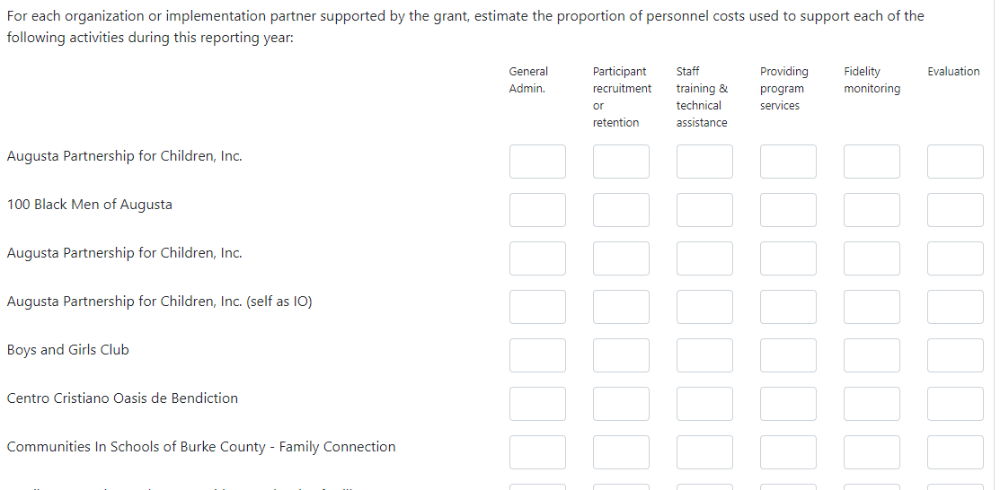 For each organization or implementation partner supported by the grant, estimate the proportion of personnel costs used to support each of the
following activities during this reporting year:
General
Admin.
Participant
recruitment
or
retention
Staff
training &
technical
assistance
Providing
program
services
Fidelity
monitoring
Evaluation
Augusta Partnership for Children, Inc.
100 Black Men of Augusta
Augusta Partnership for Children, Inc.
Augusta Partnership for Children, Inc. (self as IO)
Boys and Girls Club
Centro Cristiano Oasis de Bendiction
Communities In Schools of Burke County - Family Connection